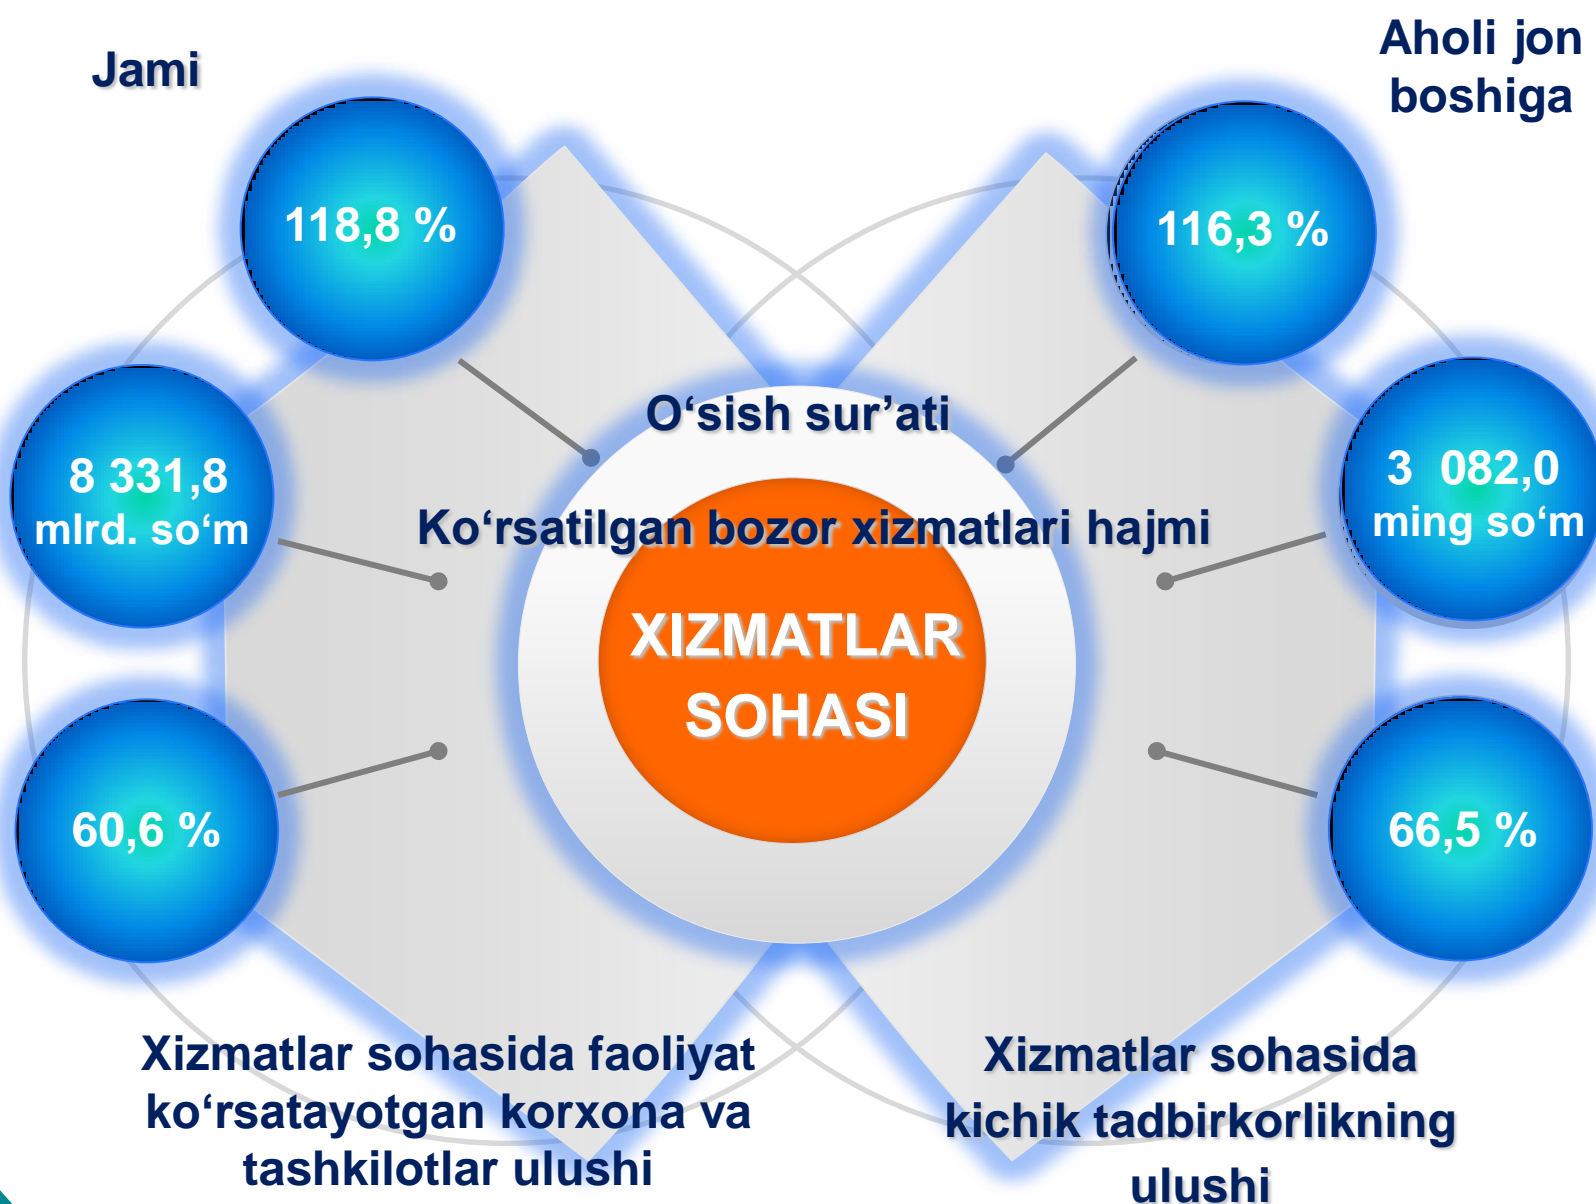 Jami
Aholi jon
boshiga
118,8 %
116,3 %
O‘sish sur’ati
8 331,8
mlrd. so‘m
3 082,0
ming so‘m
Ko‘rsatilgan bozor xizmatlari hajmi
XIZMATLAR
SOHASI
60,6 %
66,5 %
Xizmatlar sohasida faoliyat
ko‘rsatayotgan korxona va
tashkilotlar ulushi
Xizmatlar sohasida
kichik tadbirkorlikning
ulushi